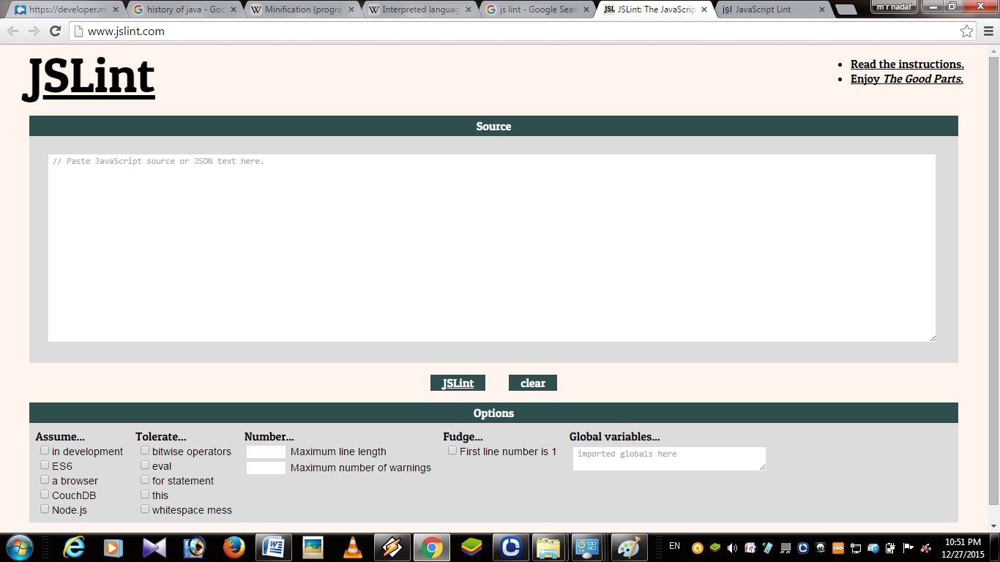 https://developer.m
history of java - Goo
Minification (progra
Interpreted languag
js lint - Google Sear
JSL JSLint: The JavaScrip
jsl JavaScript Lint
m r nadaf
www.jslint.com
JSLint
Read the instructions.
Enjoy The Good Parts.
Source
// Paste JavaScript source or JSON text here.
JSLint clear
Options
Assume... Tolerate... Number... Fudge... Global variables...
in development bitwise operators Maximum line length First line number is 1 imported globals here
ES6 eval Maximum number of warnings
a browser for statement
CouchDB this
Node.js whitespace mess
EN
10:51 PM
12/27/2015